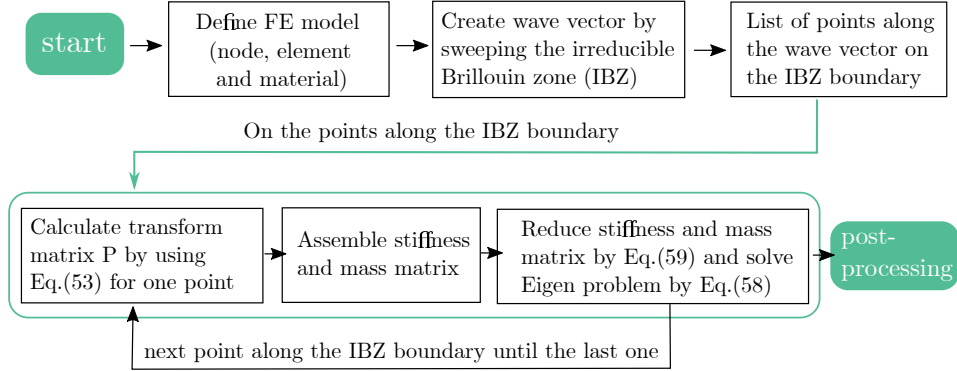 start
Define FE model
(node, element
and material)
Create wave vector by
sweeping the irreducible
Brillouin zone (IBZ)
List of points along
the wave vector on
the IBZ boundary
On the points along the IBZ boundary
Calculate transform
matrix P by using
Eq.(53) for one point
Assemble stiffness
and mass matrix
Reduce stiffness and mass
matrix by Eq.(59) and solve
Eigen problem by Eq.(58)
post-
processing
next point along the IBZ boundary until the last one